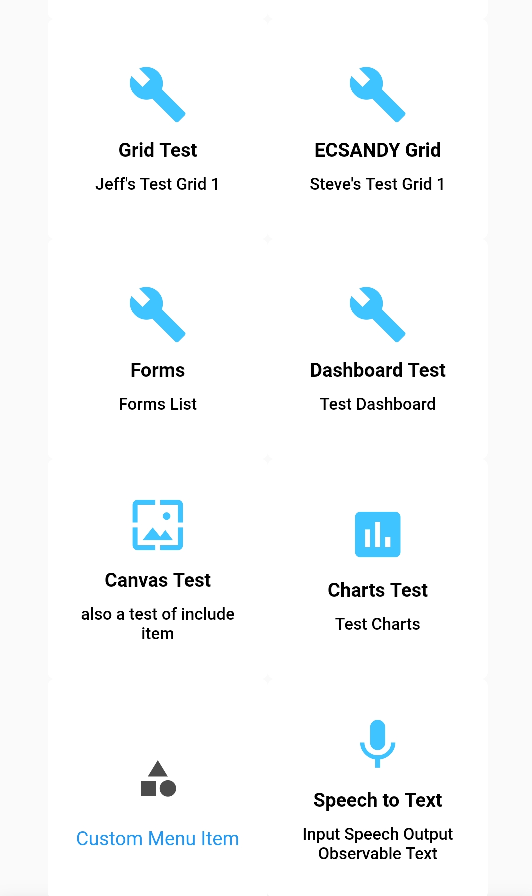 Grid Test
Jeff's Test Grid 1
ECSANDY Grid
Steve's Test Grid 1
Forms
Forms List
Dashboard Test
Test Dashboard
Canvas Test
also a test of include
item
Charts Test
Test Charts
Custom Menu Item
Speech to Text
Input Speech Output
Observable Text